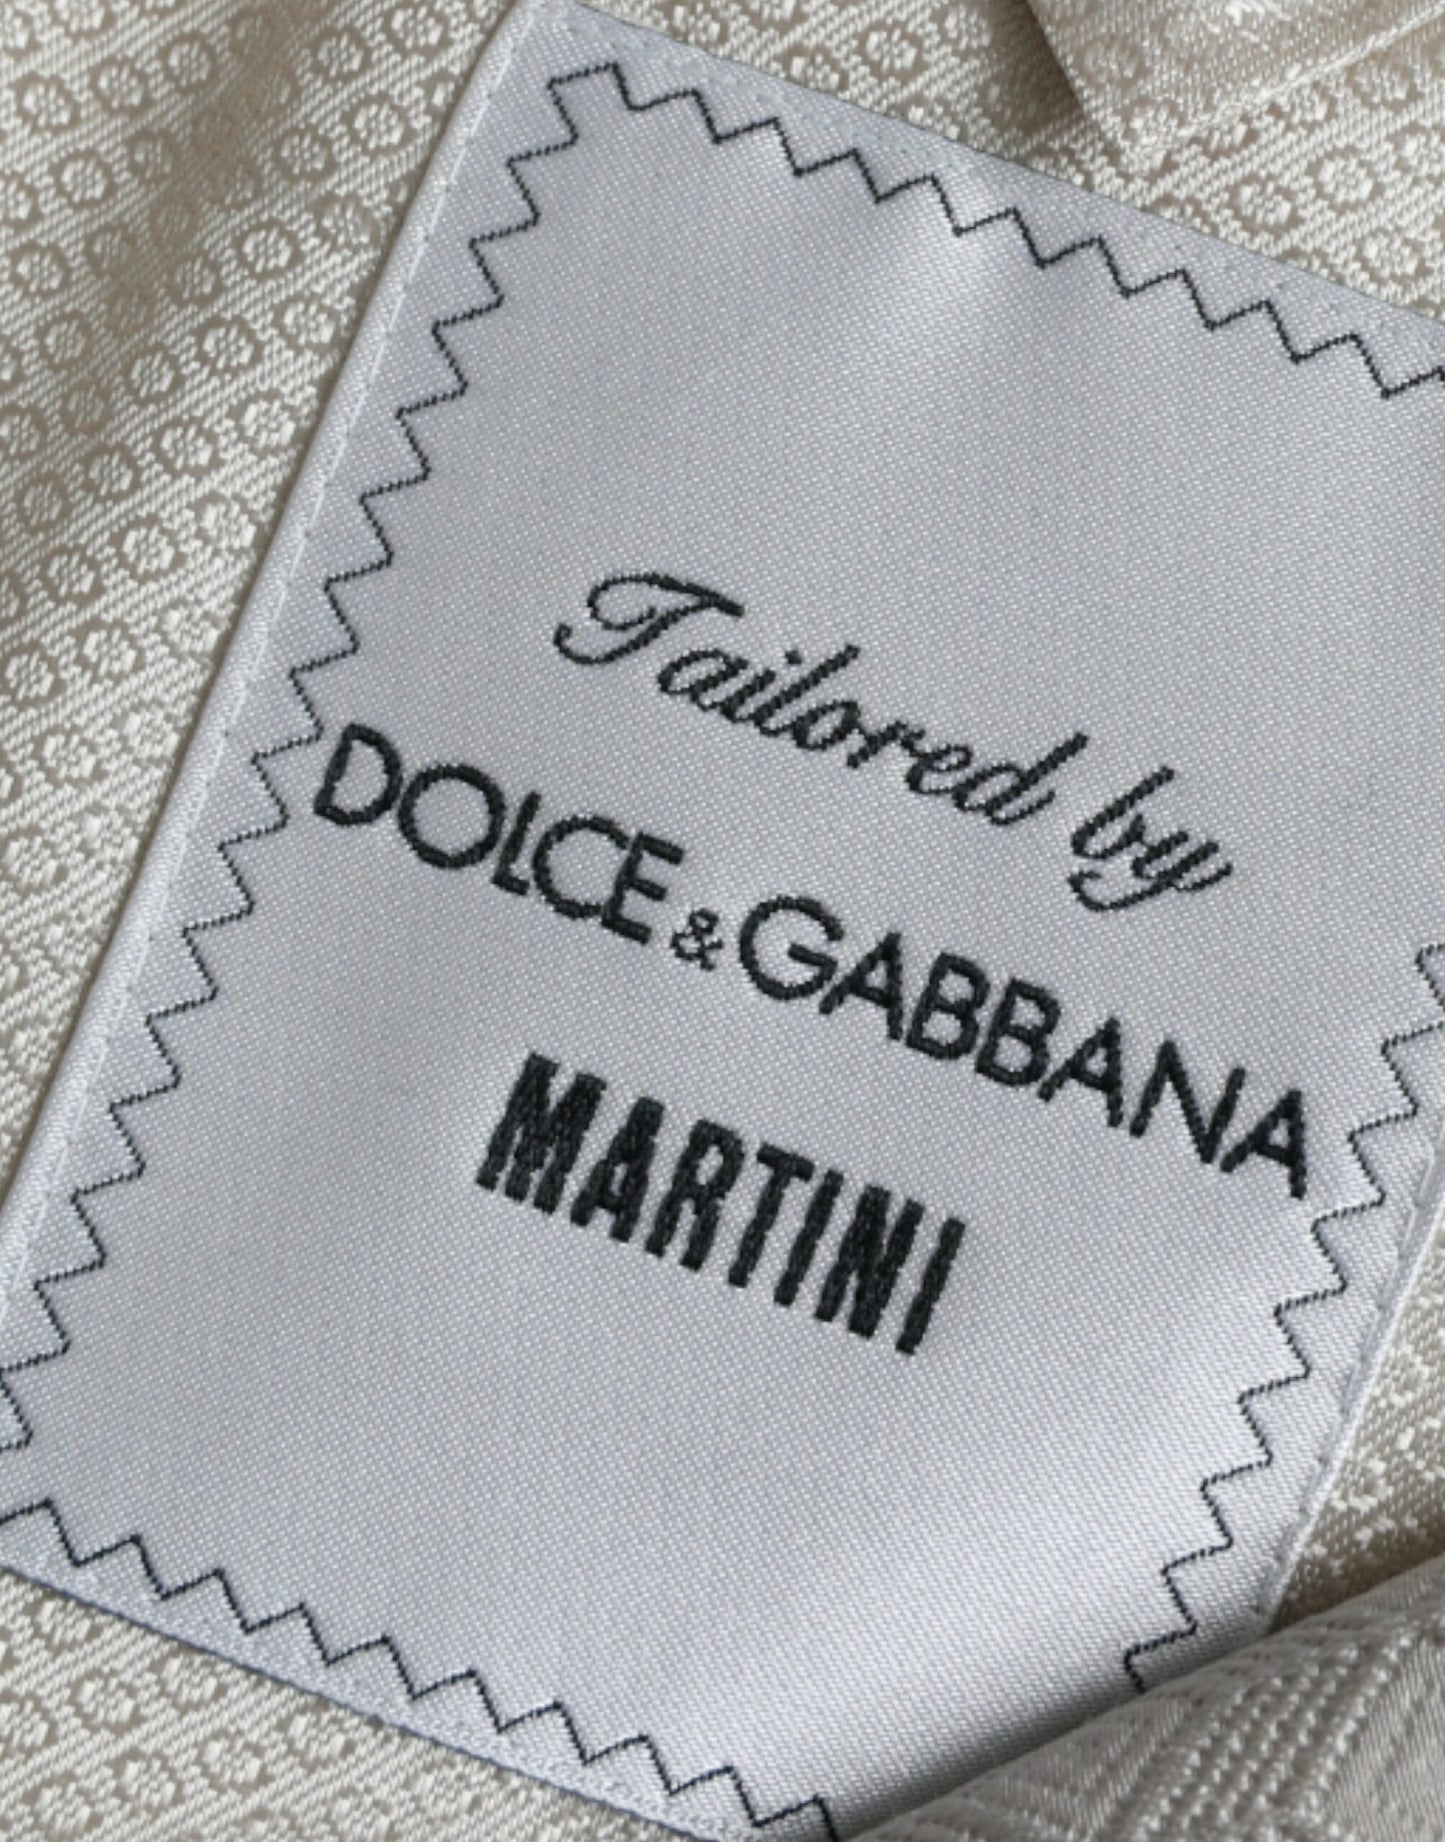 Tailored by
DOLCE & GABBANA
MARTINI